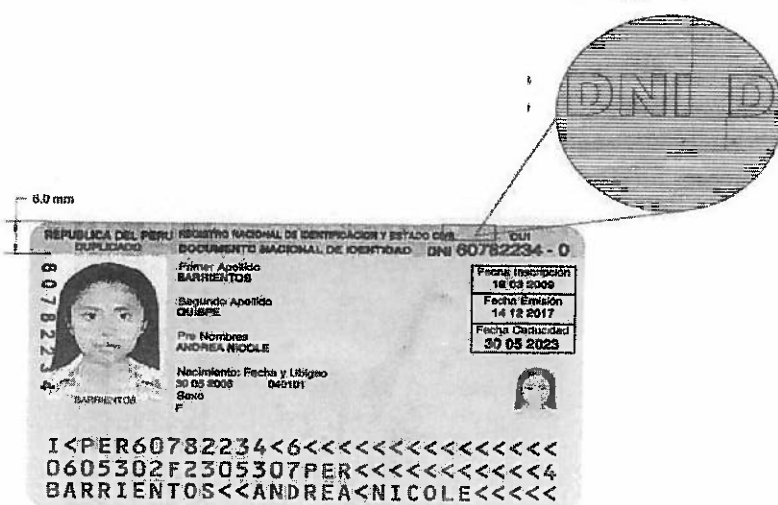 DNI D
6.0 mm
REPUBLICA DEL PERU REGISTRO NACIONAL DE IDENTIFICACION Y ESTADO CIVIL CUI
DUPLICADO DOCUMENTO NACIONAL DE IDENTIDAD DNI 60782234 - 0
60782234
Primer Apellido
BARRIENTOS
Segundo Apellido
QUISPE
Pre Nombres
ANDREA NICOLE
Nacimiento: Fecha y Ubigeo
30 05 2006 040101
Sexo
F
BARRIENTOS
Fecha Inscripción
18 03 2009
Fecha Emisión
14 12 2017
Fecha Caducidad
30 05 2023
I<PER60782234<6<<<<<<<<<<<<<<<
0605302F2305307PER<<<<<<<<<<<4
BARRIENTOS<<ANDREA<NICOLE<<<<<